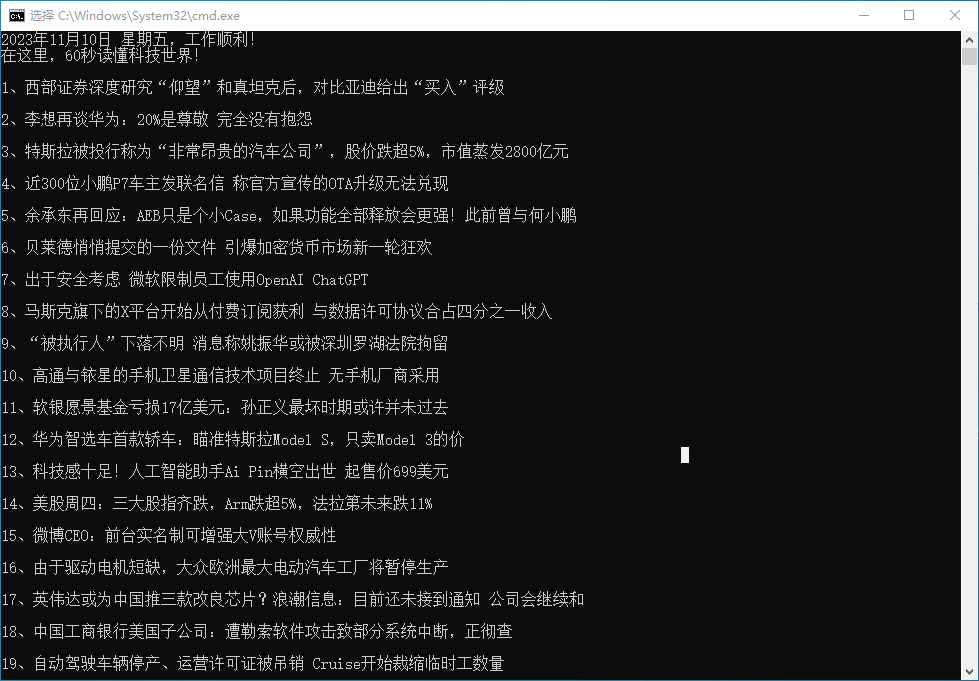 选择 C:\Windows\System32\cmd.exe
2023年11月10日 星期五，工作顺利！
在这里，60秒读懂科技世界！
1、西部证券深度研究“仰望”和真坦克后，对比亚迪给出“买入”评级
2、李想再谈华为：20%是尊敬 完全没有抱怨
3、特斯拉被投行称为“非常昂贵的汽车公司”，股价跌超5%，市值蒸发2800亿元
4、近300位小鹏P7车主发联名信 称官方宣传的OTA升级无法兑现
5、余承东再回应：AEB只是个小Case，如果功能全部释放会更强！此前曾与何小鹏
6、贝莱德悄悄提交的一份文件 引爆加密货币市场新一轮狂欢
7、出于安全考虑 微软限制员工使用OpenAI ChatGPT
8、马斯克旗下的X平台开始从付费订阅获利 与数据许可协议合占四分之一收入
9、“被执行人”下落不明 消息称姚振华或被深圳罗湖法院拘留
10、高通与铱星的手机卫星通信技术项目终止 无手机厂商采用
11、软银愿景基金亏损17亿美元：孙正义最坏时期或许并未过去
12、华为智选车首款轿车：瞄准特斯拉Model S，只卖Model 3的价
13、科技感十足！人工智能助手Ai Pin横空出世 起售价699美元
14、美股周四：三大股指齐跌，Arm跌超5%，法拉第未来跌11%
15、微博CEO：前台实名制可增强大V账号权威性
16、由于驱动电机短缺，大众欧洲最大电动汽车工厂将暂停生产
17、英伟达或为中国推三款改良芯片？浪潮信息：目前还未接到通知 公司会继续和
18、中国工商银行美国子公司：遭勒索软件攻击致部分系统中断，正彻查
19、自动驾驶车辆停产、运营许可证被吊销 Cruise开始裁缩临时工数量